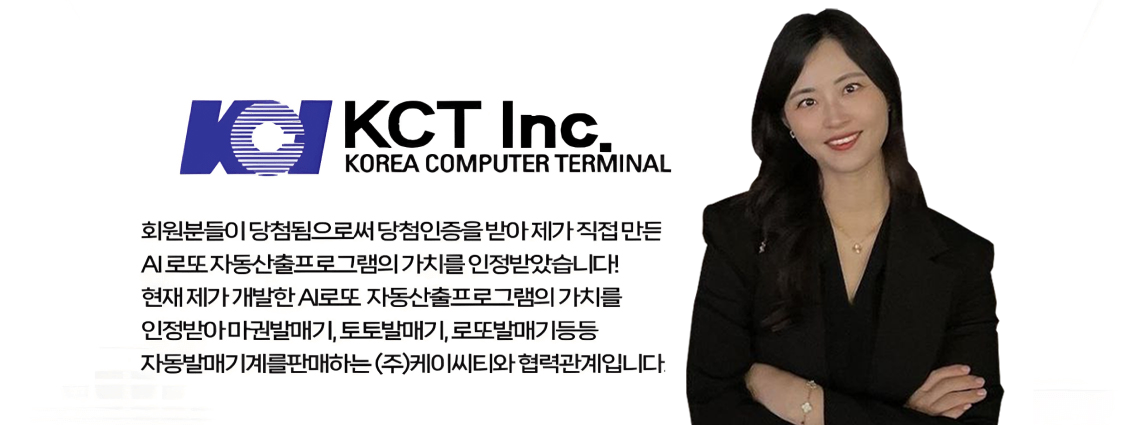 KCT
KCT Inc.
KOREA COMPUTER TERMINAL
회원분들이 당첨됨으로써 당첨인증을 받아 제가 직접 만든
AI 로또 자동산출프로그램의 가치를 인정받았습니다!
현재 제가 개발한 AI로또 자동산출프로그램의 가치를
인정받아 마권발매기, 토토발매기, 로또발매기등등
자동발매기계를판매하는 (주)케이씨티와 협력관계입니다.